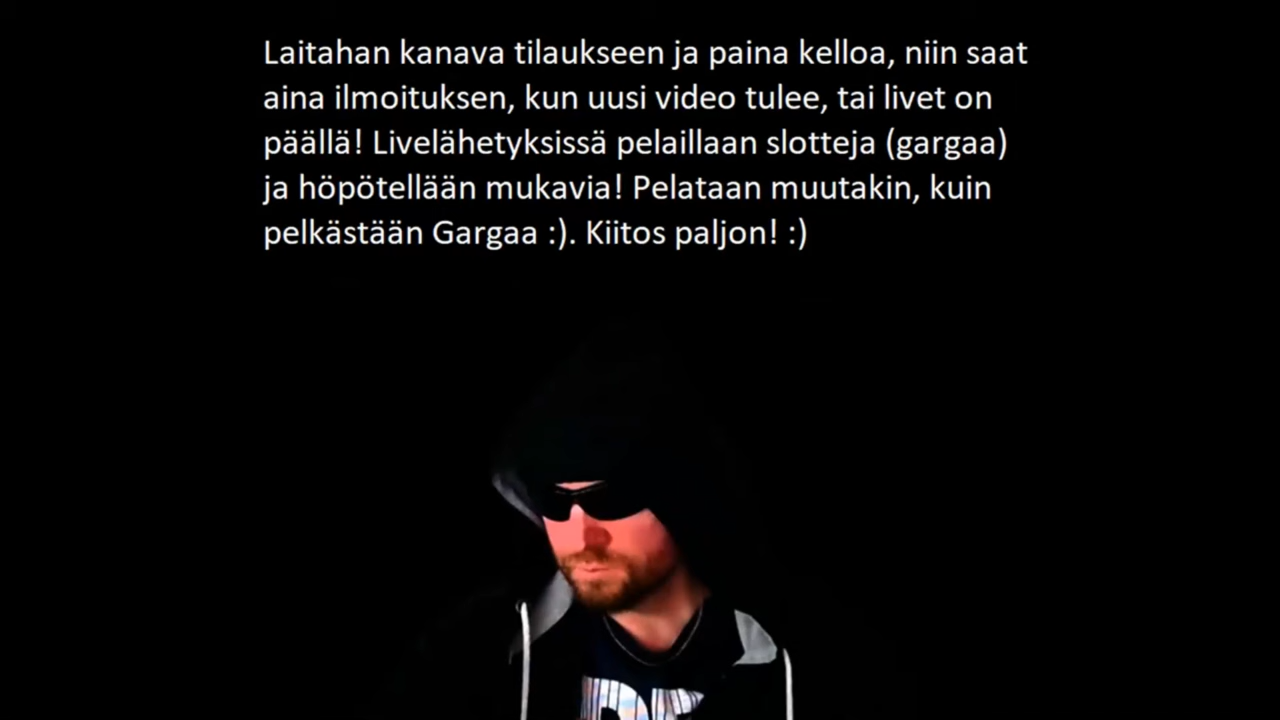 Laitahan kanava tilaukseen ja paina kelloa, niin saat
aina ilmoituksen, kun uusi video tulee, tai livet on
päällä! Livelähetyksissä pelaillaan slotteja (gargaa)
ja höpötellään mukavia! Pelataan muutakin, kuin
pelkästään Gargaa :). Kiitos paljon! :)